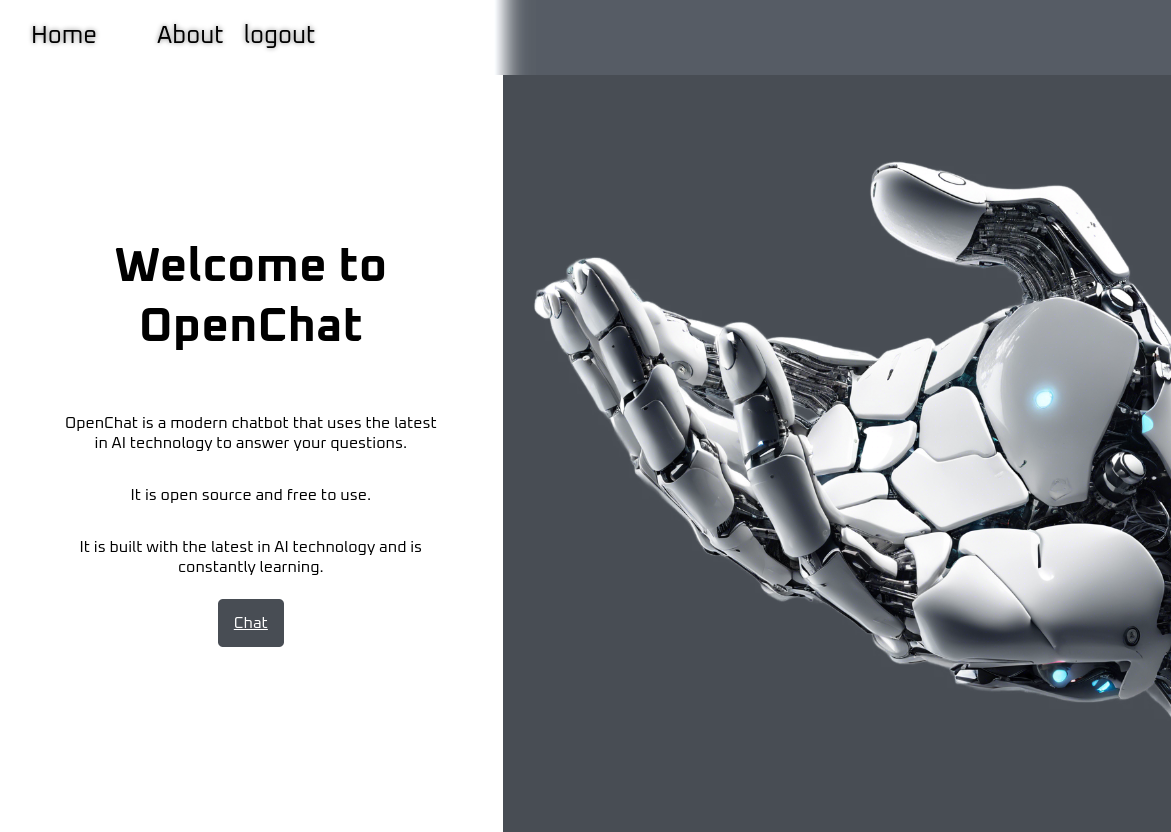 Home About logout
Welcome to
OpenChat
OpenChat is a modern chatbot that uses the latest
in AI technology to answer your questions.
It is open source and free to use.
It is built with the latest in AI technology and is
constantly learning.
Chat